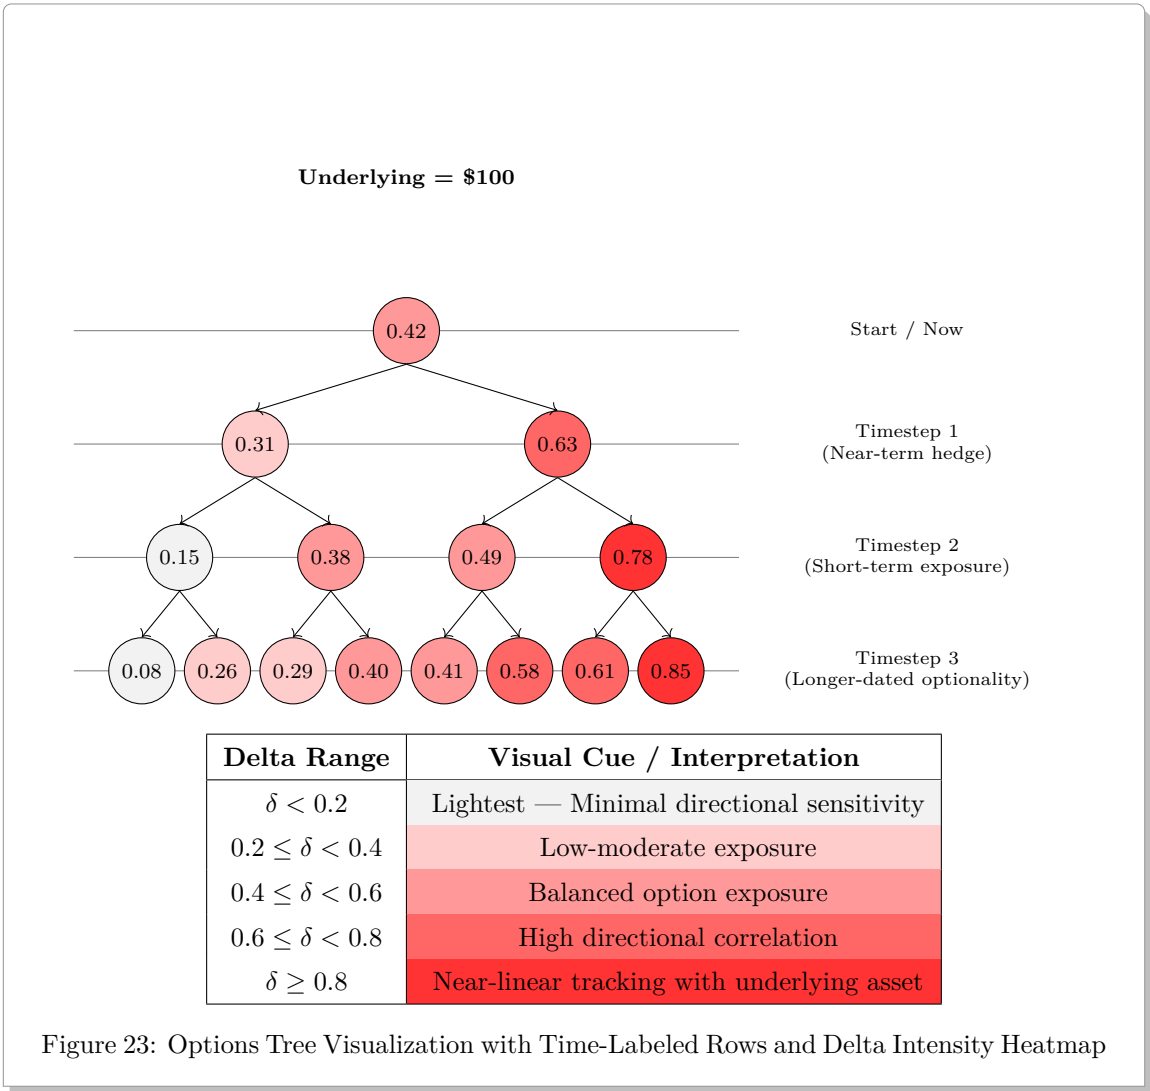 Underlying = $100
0.42
Start / Now
0.31 0.63
Timestep 1
(Near-term hedge)
0.15 0.38 0.49 0.78
Timestep 2
(Short-term exposure)
0.08 0.26 0.29 0.40 0.41 0.58 0.61 0.85
Timestep 3
(Longer-dated optionality)
Delta Range Visual Cue / Interpretation
δ < 0.2 Lightest — Minimal directional sensitivity
0.2 ≤ δ < 0.4 Low-moderate exposure
0.4 ≤ δ < 0.6 Balanced option exposure
0.6 ≤ δ < 0.8 High directional correlation
δ ≥ 0.8 Near-linear tracking with underlying asset
Figure 23: Options Tree Visualization with Time-Labeled Rows and Delta Intensity Heatmap